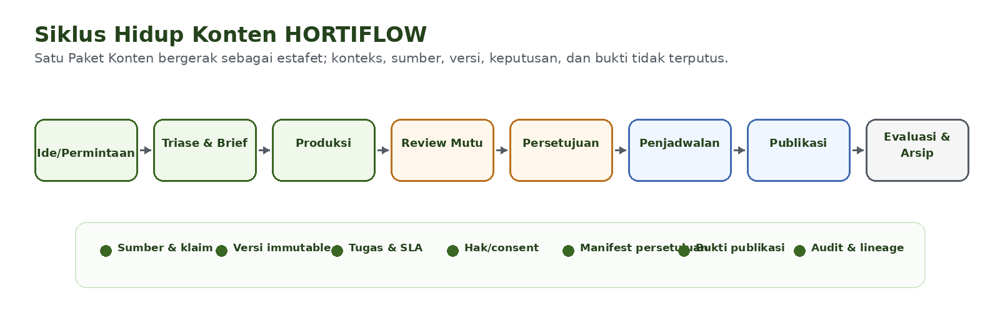 Siklus Hidup Konten HORTIFLOW
Satu Paket Konten bergerak sebagai estafet; konteks, sumber, versi, keputusan, dan bukti tidak terputus.
Ide/Permintaan
Triase & Brief
Produksi
Review Mutu
Persetujuan
Penjadwalan
Publikasi
Evaluasi &
Arsip
Sumber & klaim
Versi immutable
Tugas & SLA
Hak/consent
Manifest persetujuan
Bukti publikasi
Audit & lineage